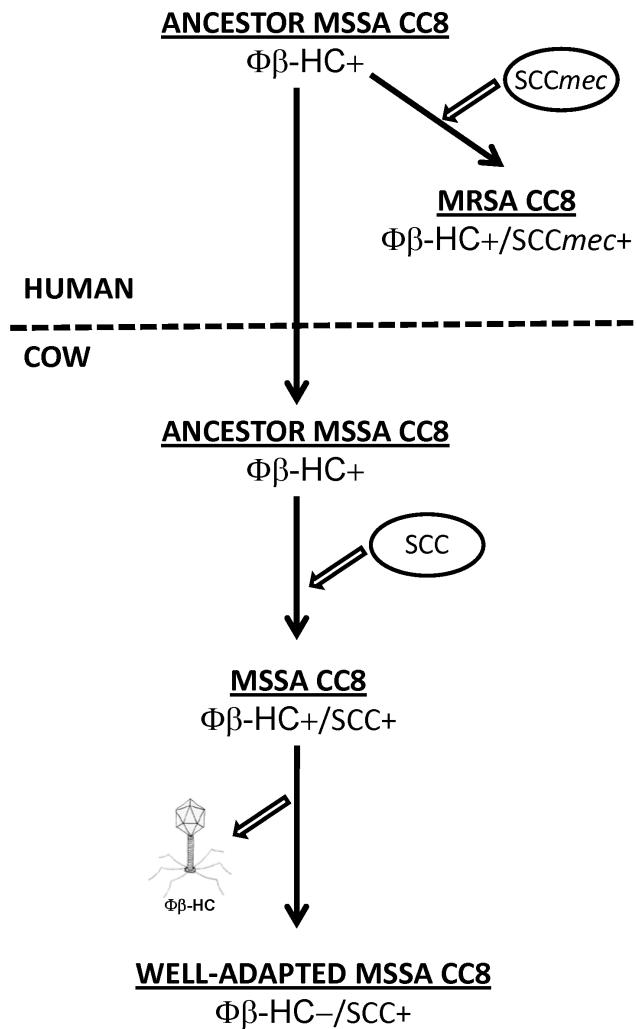 ANCESTOR MSSA CC8
Φβ-HC+
SCCmec
MRSA CC8
Φβ-HC+/SCCmec+
HUMAN
COW
ANCESTOR MSSA CC8
Φβ-HC+
SCC
MSSA CC8
Φβ-HC+/SCC+
Φβ-HC
WELL-ADAPTED MSSA CC8
Φβ-HC−/SCC+